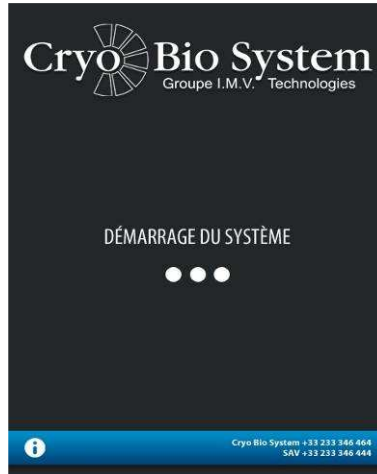 Cryo Bio System
Groupe I.M.V. Technologies
DÉMARRAGE DU SYSTÈME
i
Cryo Bio System +33 233 346 464
SAV +33 233 346 444